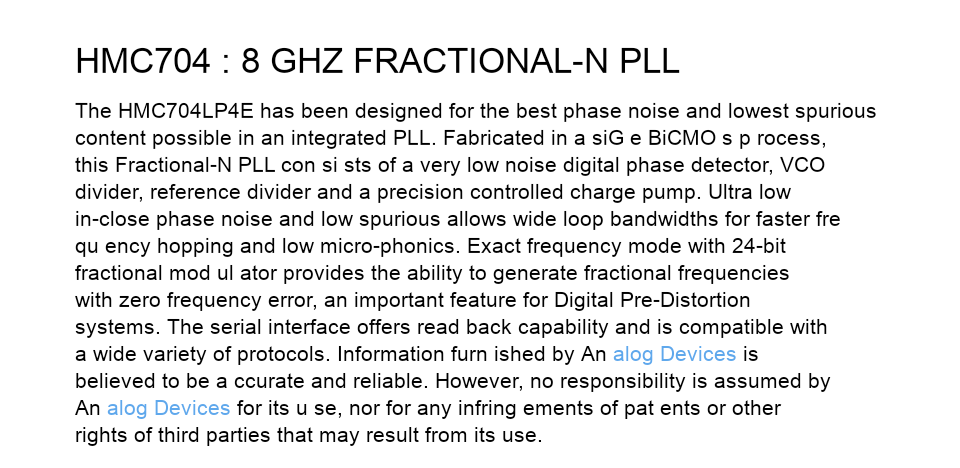 HMC704 : 8 GHZ FRACTIONAL-N PLL
The HMC704LP4E has been designed for the best phase noise and lowest spurious
content possible in an integrated PLL. Fabricated in a siG e BiCMO s p rocess,
this Fractional-N PLL con si sts of a very low noise digital phase detector, VCO
divider, reference divider and a precision controlled charge pump. Ultra low
in-close phase noise and low spurious allows wide loop bandwidths for faster fre
qu ency hopping and low micro-phonics. Exact frequency mode with 24-bit
fractional mod ul ator provides the ability to generate fractional frequencies
with zero frequency error, an important feature for Digital Pre-Distortion
systems. The serial interface offers read back capability and is compatible with
a wide variety of protocols. Information furn ished by An alog Devices is
believed to be a ccurate and reliable. However, no responsibility is assumed by
An alog Devices for its u se, nor for any infring ements of pat ents or other
rights of third parties that may result from its use.